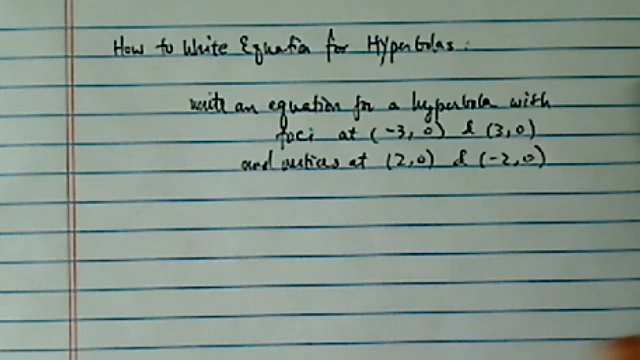 How to Write Equation for Hyperbolas:
write an equation for a hyperbola with
foci at (-3, 0) & (3, 0)
and vertices at (2, 0) & (-2, 0)